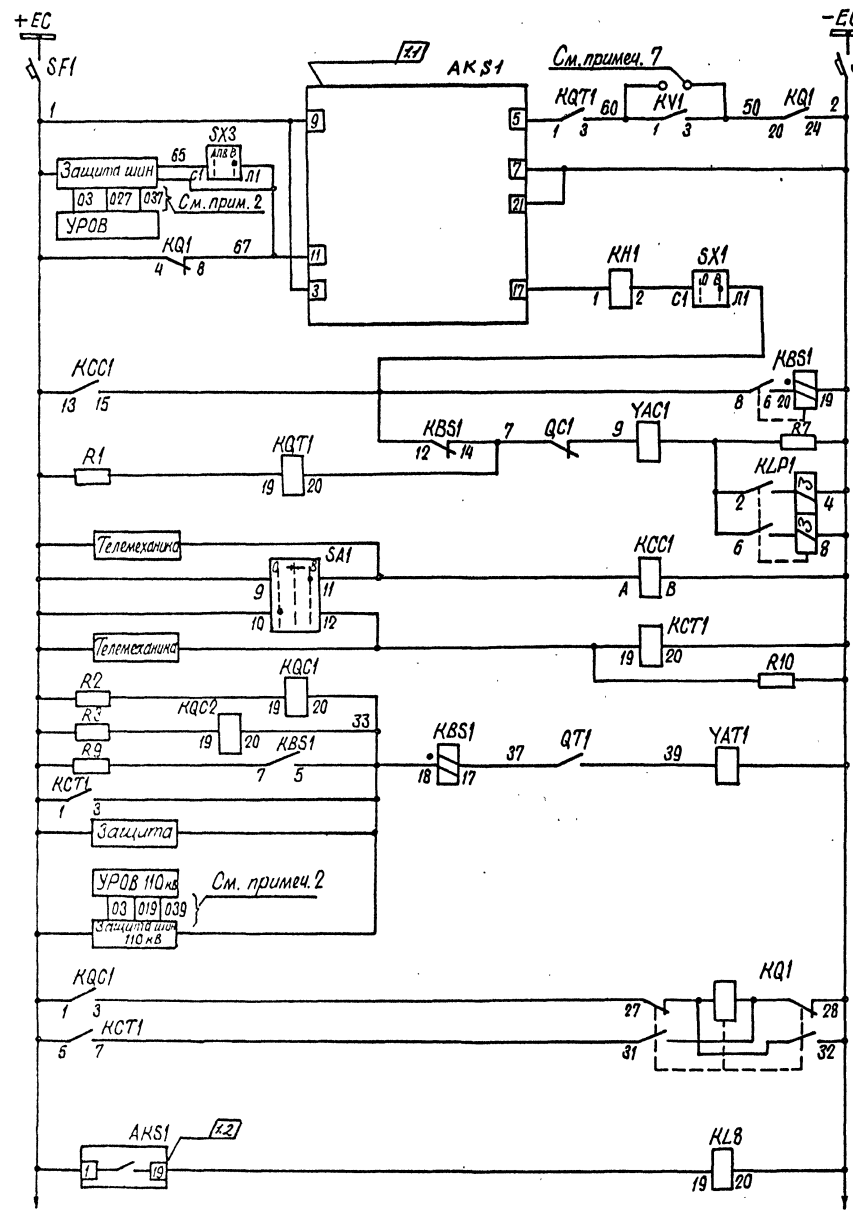 +ЕС
-ЕС
SF1
1.1
AKS1
См. примеч. 7
1
9
5
KQT1
1
3
60
KV1
1
3
50
KQ1
20
24
2
SX3
65
АПВ В
С1
Л1
Защита шин
03 027 037
См. прим. 2
УРОВ
7
21
KQ1
4
8
67
11
3
17
KH1
1
2
SX1
О В
С1
Л1
KCC1
13
15
KBS1
8
6
20
19
KBS1
12
14
7
QC1
9
YAC1
R7
R1
KQT1
19
20
KLP1
2
4
6
8
Телемеханика
SA1
О + В
9
11
10
12
KCC1
А
В
Телемеханика
KCT1
19
20
R10
R2
KQC1
19
20
R3
KQC2
19
20
33
R9
KBS1
7
5
KBS1
18
17
37
QT1
39
YAT1
KCT1
1
3
Защита
УРОВ 110 кв
03 019 039
См. примеч. 2
Защита шин
110 кВ
KQC1
1
3
KQ1
27
28
KCT1
5
7
31
32
AKS1
1.2
1
19
KL8
19
20